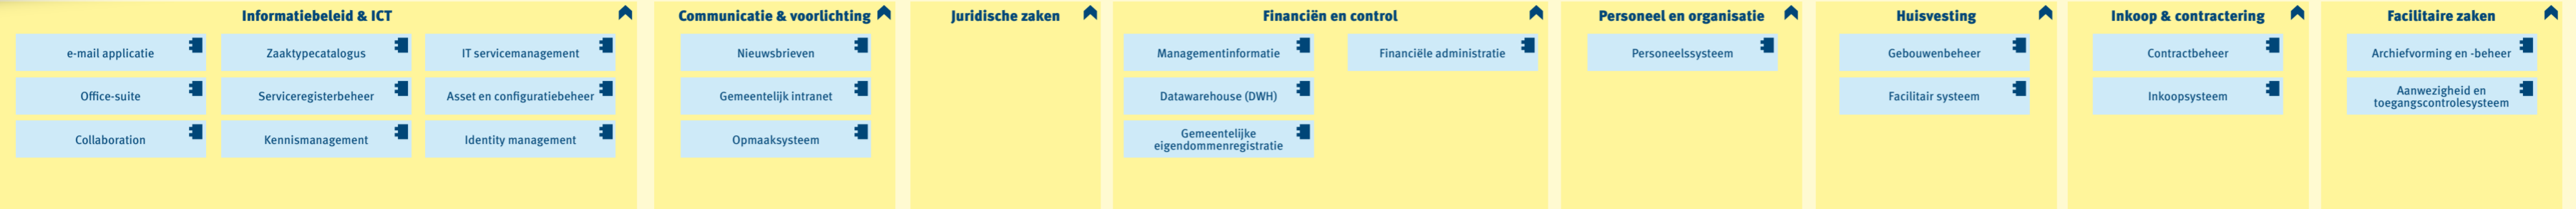 Informatiebeleid & ICT
e-mail applicatie
Zaaktypecatalogus
IT servicemanagement
Office-suite
Serviceregisterbeheer
Asset en configuratiebeheer
Collaboration
Kennismanagement
Identity management
Communicatie & voorlichting
Nieuwsbrieven
Gemeentelijk intranet
Opmaaksysteem
Juridische zaken
Financiën en control
Managementinformatie
Financiële administratie
Datawarehouse (DWH)
Gemeentelijke
eigendommenregistratie
Personeel en organisatie
Personeelssysteem
Huisvesting
Gebouwenbeheer
Facilitair systeem
Inkoop & contractering
Contractbeheer
Inkoopsysteem
Facilitaire zaken
Archiefvorming en -beheer
Aanwezigheid en
toegangscontrolesysteem